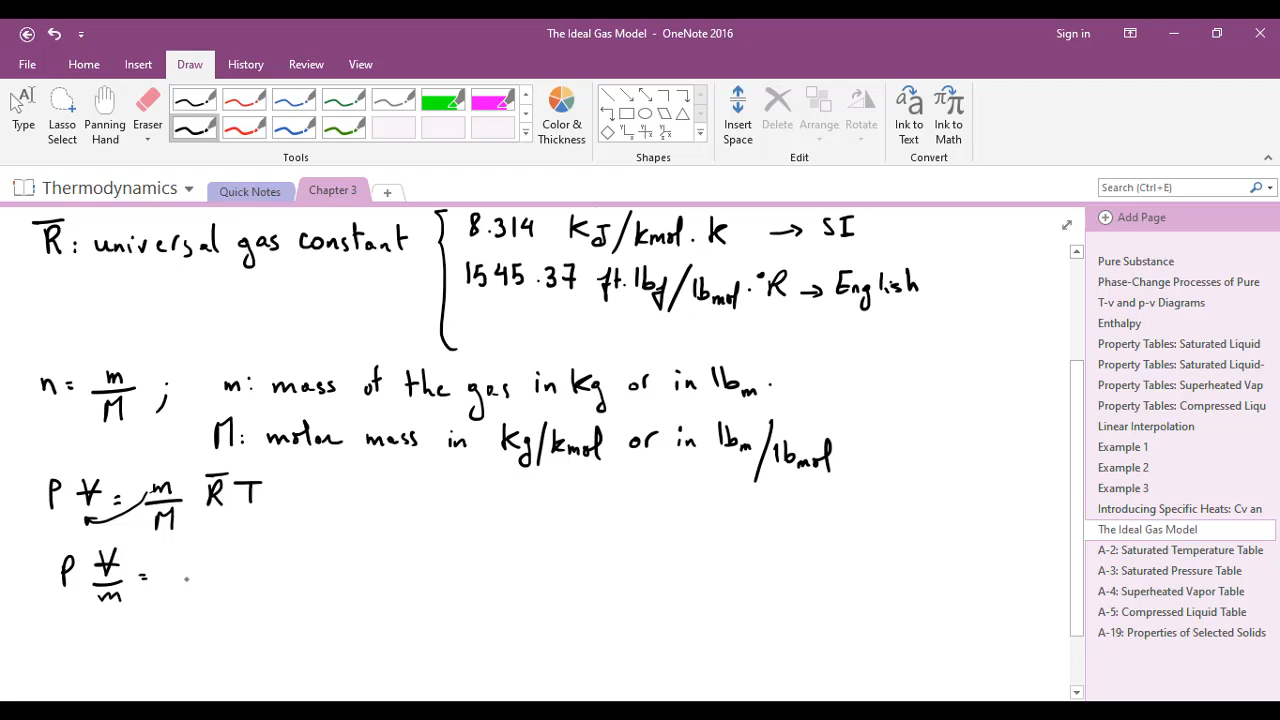 The Ideal Gas Model - OneNote 2016
Sign in
File Home Insert Draw History Review View
Type
Lasso Select
Panning Hand
Eraser
Color & Thickness
Insert Space
Delete
Arrange
Rotate
Ink to Text
Ink to Math
Tools
Shapes
Edit
Convert
Thermodynamics
Quick Notes
Chapter 3
Search (Ctrl+E)
R̅ : universal gas constant
8.314 KJ/kmol.K → SI
1545.37 ft.lbf/lbmol.°R → English
n = m/M ; m: mass of the gas in kg or in lbm.
M: molar mass in kg/kmol or in lbm/lbmol
P V = m/M R̅ T
P V/m =
Add Page
Pure Substance
Phase-Change Processes of Pure
T-v and p-v Diagrams
Enthalpy
Property Tables: Saturated Liquid
Property Tables: Saturated Liquid-
Property Tables: Superheated Vap
Property Tables: Compressed Liqu
Linear Interpolation
Example 1
Example 2
Example 3
Introducing Specific Heats: Cv an
The Ideal Gas Model
A-2: Saturated Temperature Table
A-3: Saturated Pressure Table
A-4: Superheated Vapor Table
A-5: Compressed Liquid Table
A-19: Properties of Selected Solids